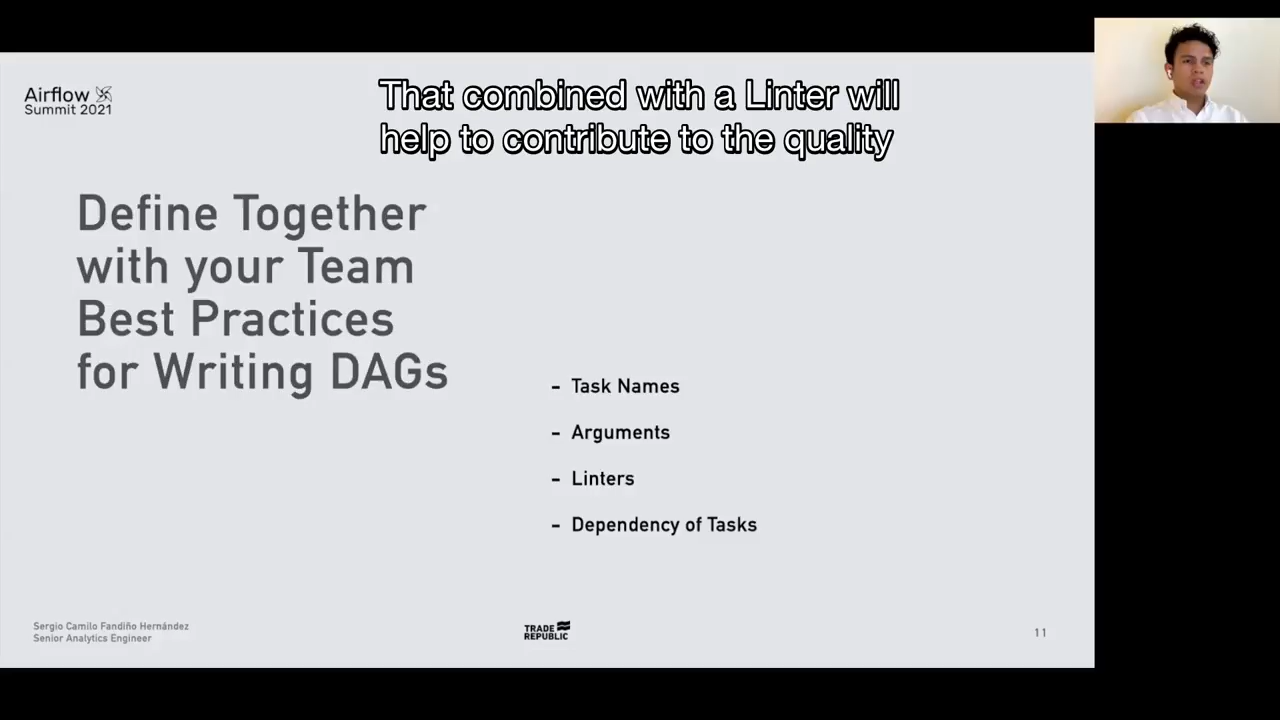 Airflow
Summit 2021
That combined with a Linter will
help to contribute to the quality
Define Together
with your Team
Best Practices
for Writing DAGs
- Task Names
- Arguments
- Linters
- Dependency of Tasks
Sergio Camilo Fandiño Hernández
Senior Analytics Engineer
TRADE
REPUBLIC
11